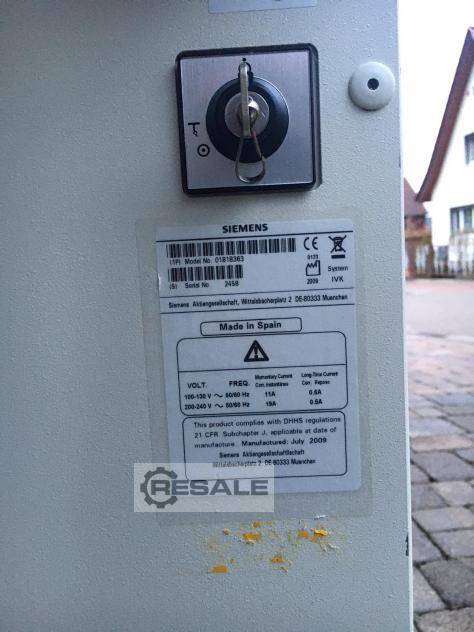 SIEMENS
(1P) Model No. 01818363
(S) Serial No. 2458
CE
0123
2009
System
IVK
Siemens Aktiengesellschaft, Wittelsbacherplatz 2 DE-80333 Muenchen
Made in Spain
VOLT. FREQ. Momentary Current Long-Time Current
Corr. Instantánea Corr. Reposo
100-130 V ~ 50/60 Hz 11A 0.6A
200-240 V ~ 50/60 Hz 19A 0.5A
This product complies with DHHS regulations
21 CFR Subchapter J, applicable at date of
manufacture. Manufactured: July 2009
Siemens Aktiengesellschaft
Wittelsbacherplatz 2 DE-80333 Muenchen
RESALE